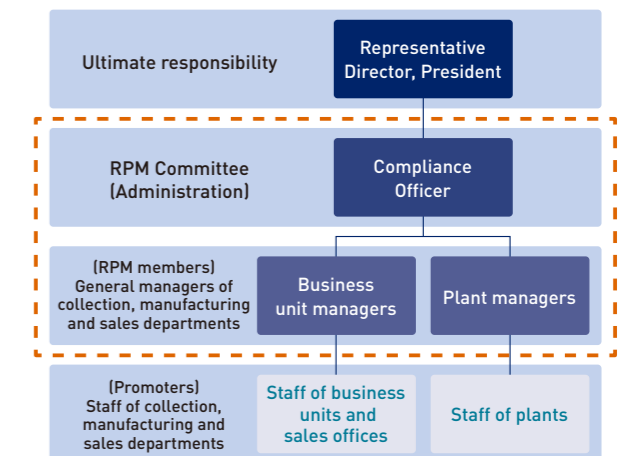 Ultimate responsibility
Representative
Director, President
RPM Committee
(Administration)
Compliance
Officer
(RPM members)
General managers of
collection, manufacturing
and sales departments
Business
unit managers
Plant managers
(Promoters)
Staff of collection,
manufacturing and
sales departments
Staff of business
units and
sales offices
Staff of plants